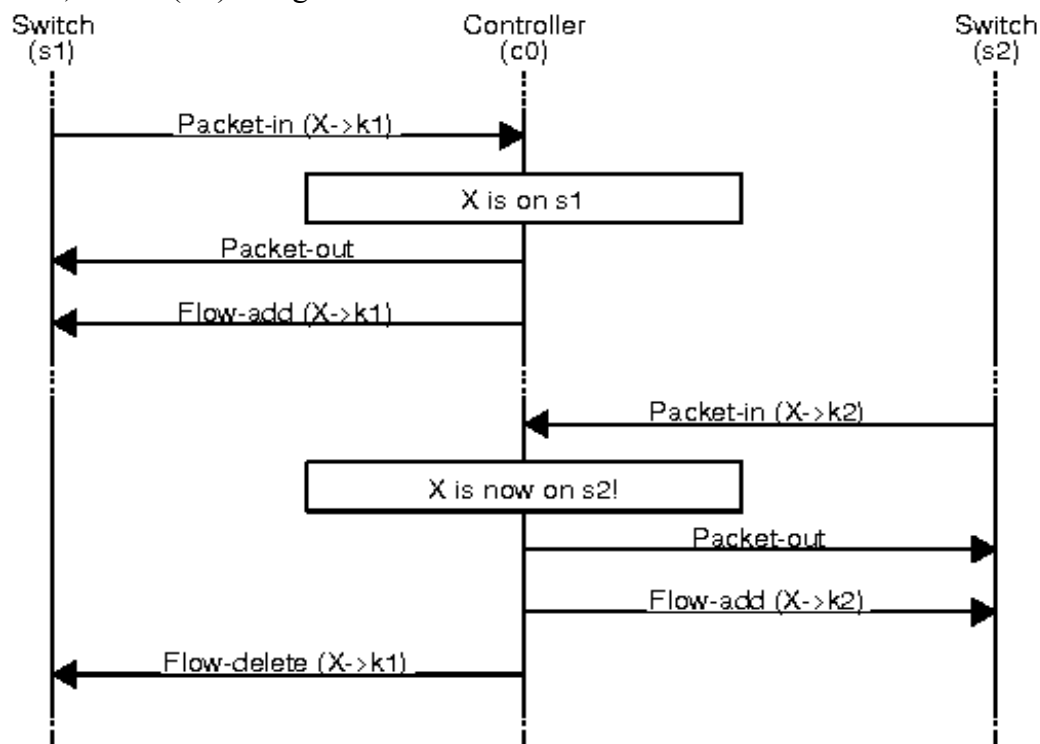 Switch
(s1)
Controller
(c0)
Switch
(s2)
Packet-in (X->k1)
X is on s1
Packet-out
Flow-add (X->k1)
Packet-in (X->k2)
X is now on s2!
Packet-out
Flow-add (X->k2)
Flow-delete (X->k1)